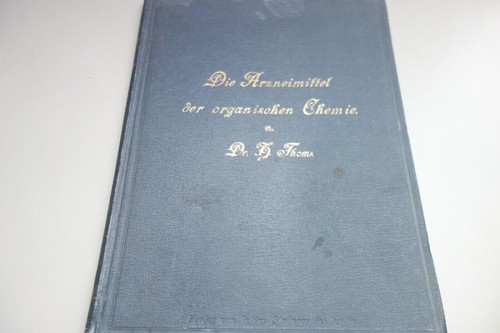 Die Arzneimittel
der organischen Chemie.
Dr. H. Thoms